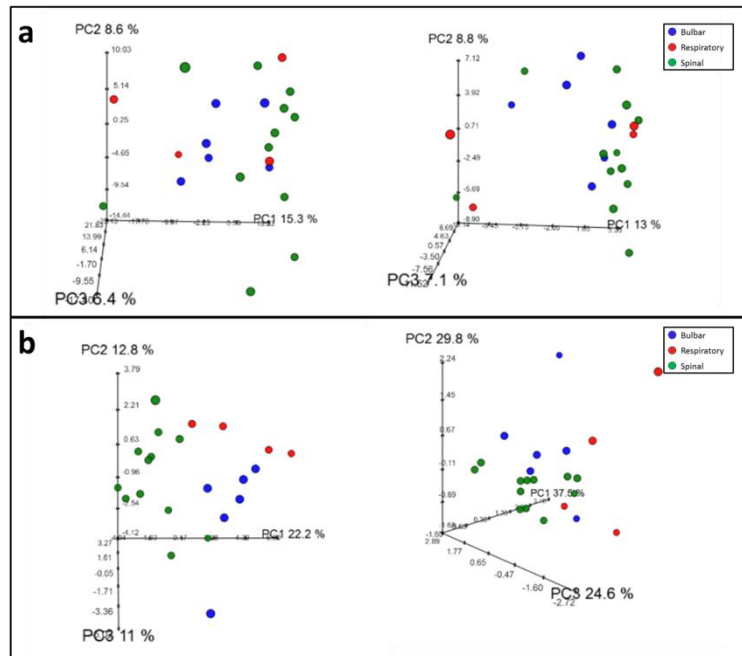 a
PC2 8.6 %
10.03
5.14
0.25
-4.65
-9.54
-14.44
PC1 15.3 %
21.83
13.99
6.14
-1.70
-9.55
PC3 6.4 %
PC2 8.8 %
7.12
3.92
0.71
-2.49
-5.69
-8.90
PC1 13 %
8.69
4.63
0.57
-3.50
-7.56
PC3 7.1 %
Bulbar
Respiratory
Spinal
b
PC2 12.8 %
3.79
2.21
0.63
-0.96
-2.54
-4.12
PC1 22.2 %
3.27
1.61
-0.05
-1.71
-3.36
PC3 11 %
PC2 29.8 %
2.24
1.45
0.67
-0.11
-0.89
PC1 37.5 %
2.89
1.77
0.65
-0.47
-1.60
-2.72
PC3 24.6 %
Bulbar
Respiratory
Spinal